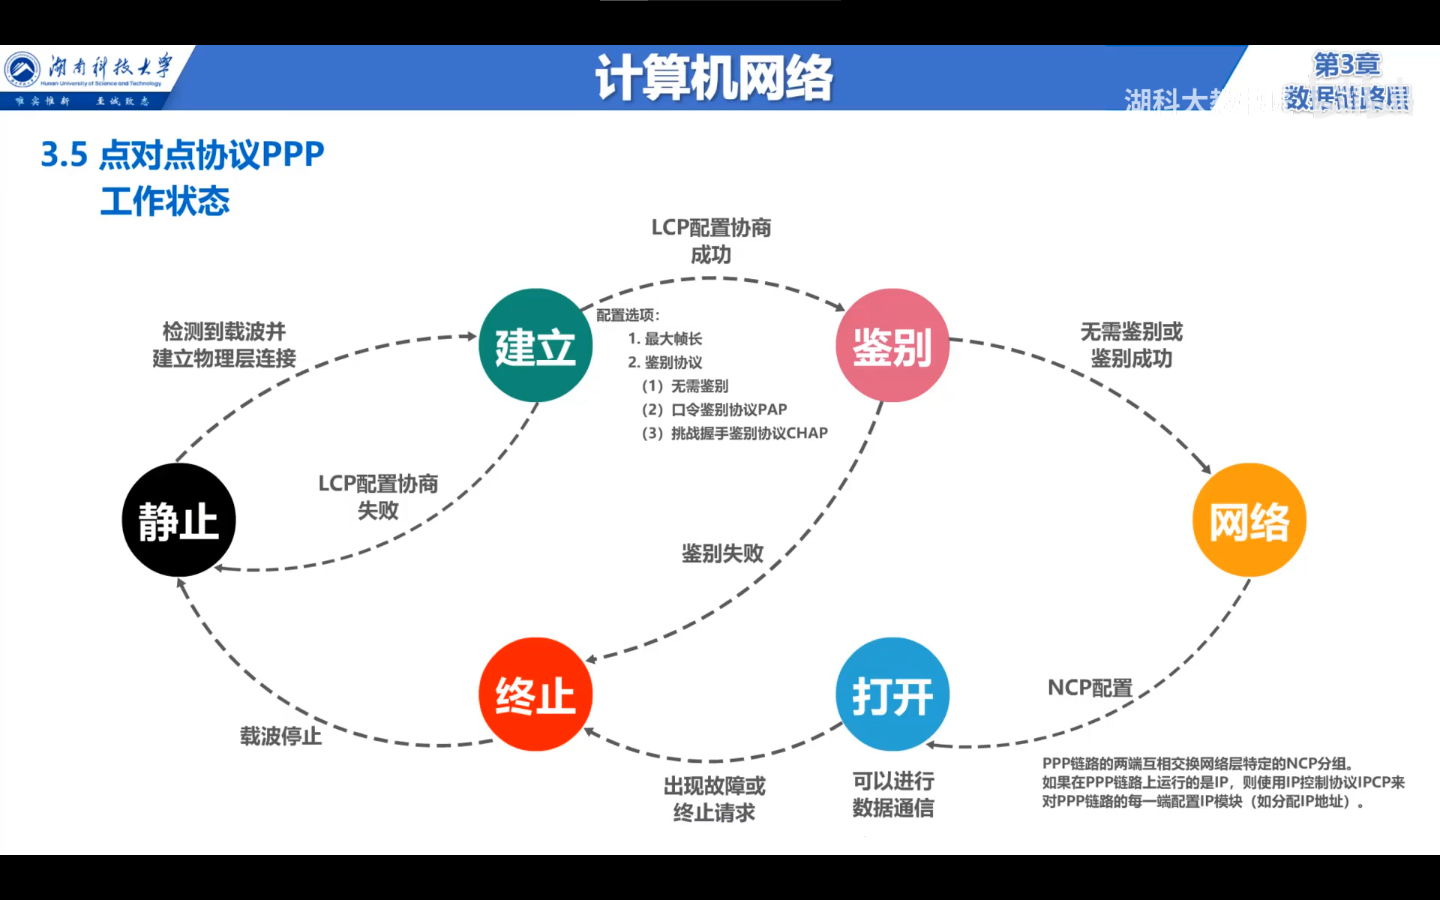 湖南科技大学
Hunan University of Science and Technology
唯实惟新 至诚致志
计算机网络
第3章
数据链路层
湖科大教
3.5 点对点协议PPP
工作状态
LCP配置协商
成功
检测到载波并
建立物理层连接
建立
配置选项：
1. 最大帧长
2. 鉴别协议
（1）无需鉴别
（2）口令鉴别协议PAP
（3）挑战握手鉴别协议CHAP
鉴别
无需鉴别或
鉴别成功
静止
LCP配置协商
失败
鉴别失败
网络
终止
打开
NCP配置
载波停止
出现故障或
终止请求
可以进行
数据通信
PPP链路的两端互相交换网络层特定的NCP分组。
如果在PPP链路上运行的是IP，则使用IP控制协议IPCP来
对PPP链路的每一端配置IP模块（如分配IP地址）。